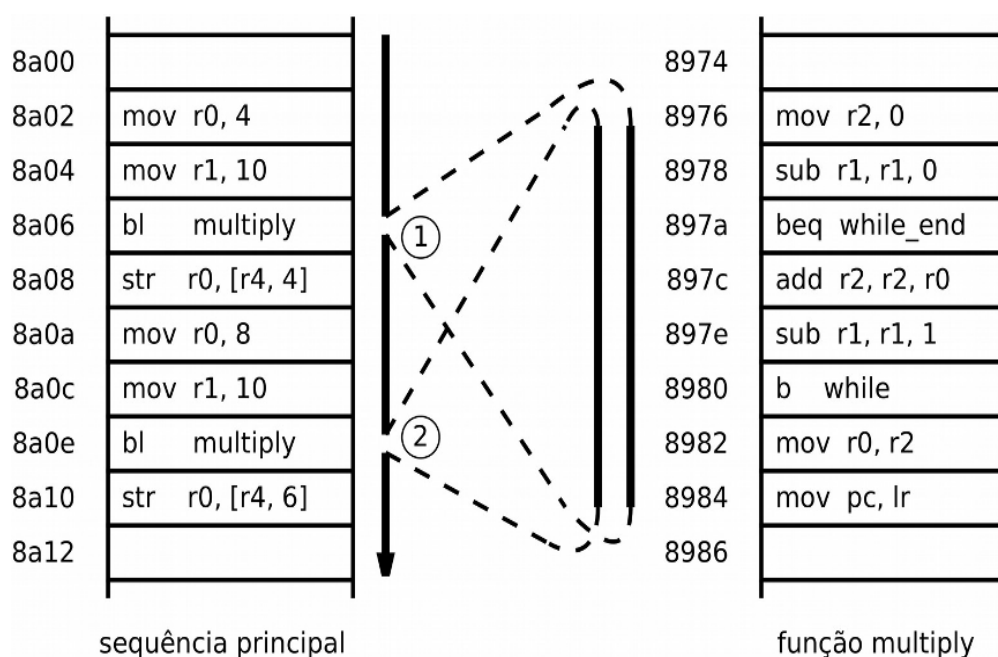 8a00
8a02 mov r0, 4
8a04 mov r1, 10
8a06 bl multiply
8a08 str r0, [r4, 4]
8a0a mov r0, 8
8a0c mov r1, 10
8a0e bl multiply
8a10 str r0, [r4, 6]
8a12
sequência principal
1
2
8974
8976 mov r2, 0
8978 sub r1, r1, 0
897a beq while_end
897c add r2, r2, r0
897e sub r1, r1, 1
8980 b while
8982 mov r0, r2
8984 mov pc, lr
8986
função multiply